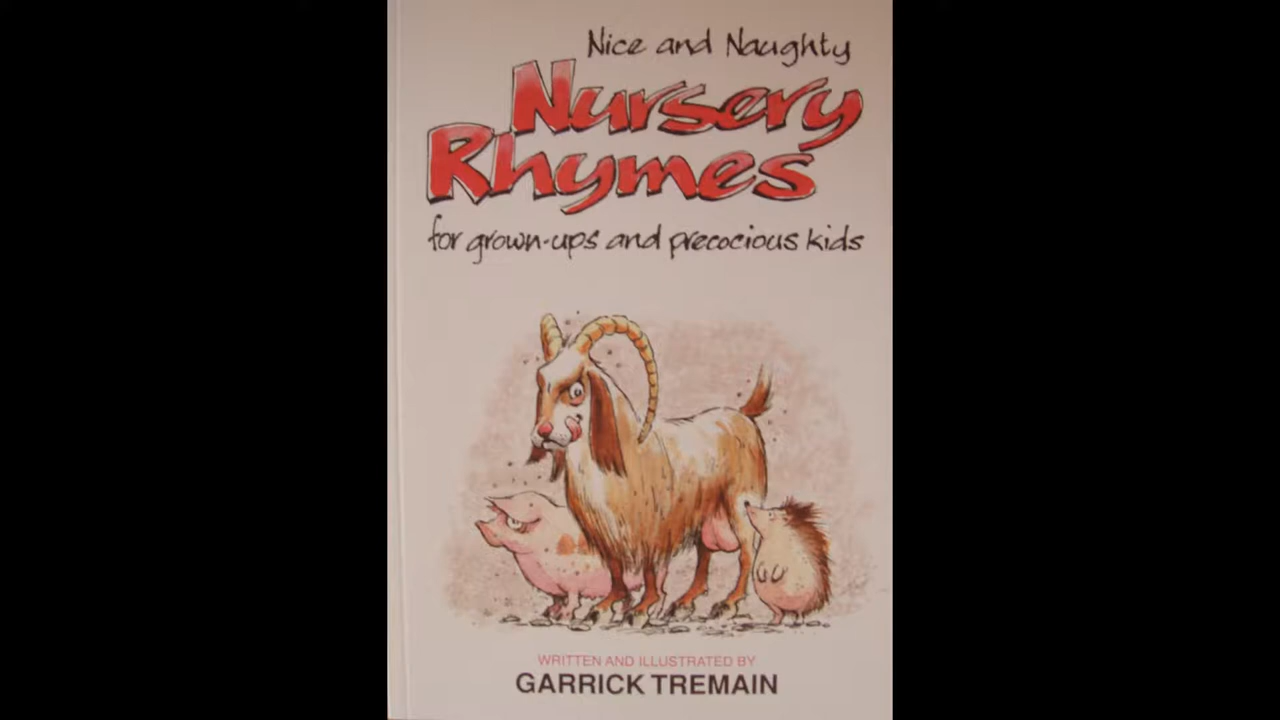 Nice and Naughty
Nursery
Rhymes
for grown-ups and precocious kids
WRITTEN AND ILLUSTRATED BY
GARRICK TREMAIN